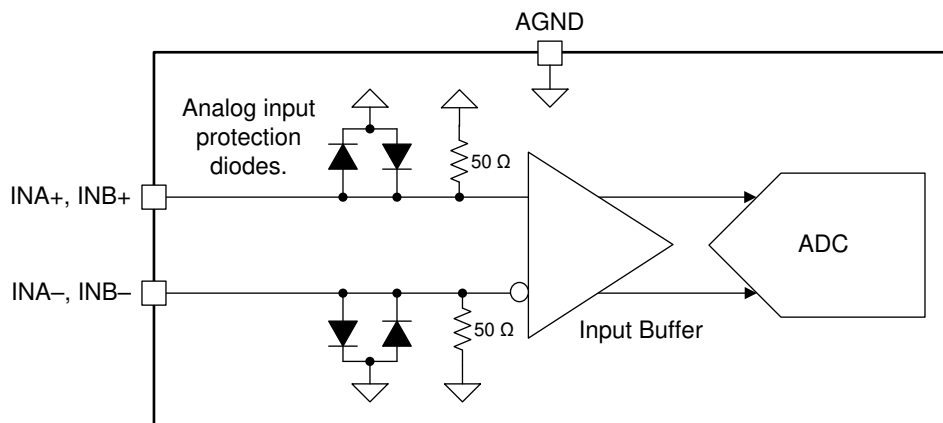 AGND
Analog input
protection
diodes.
50 Ω
INA+, INB+
ADC
INA–, INB–
50 Ω
Input Buffer